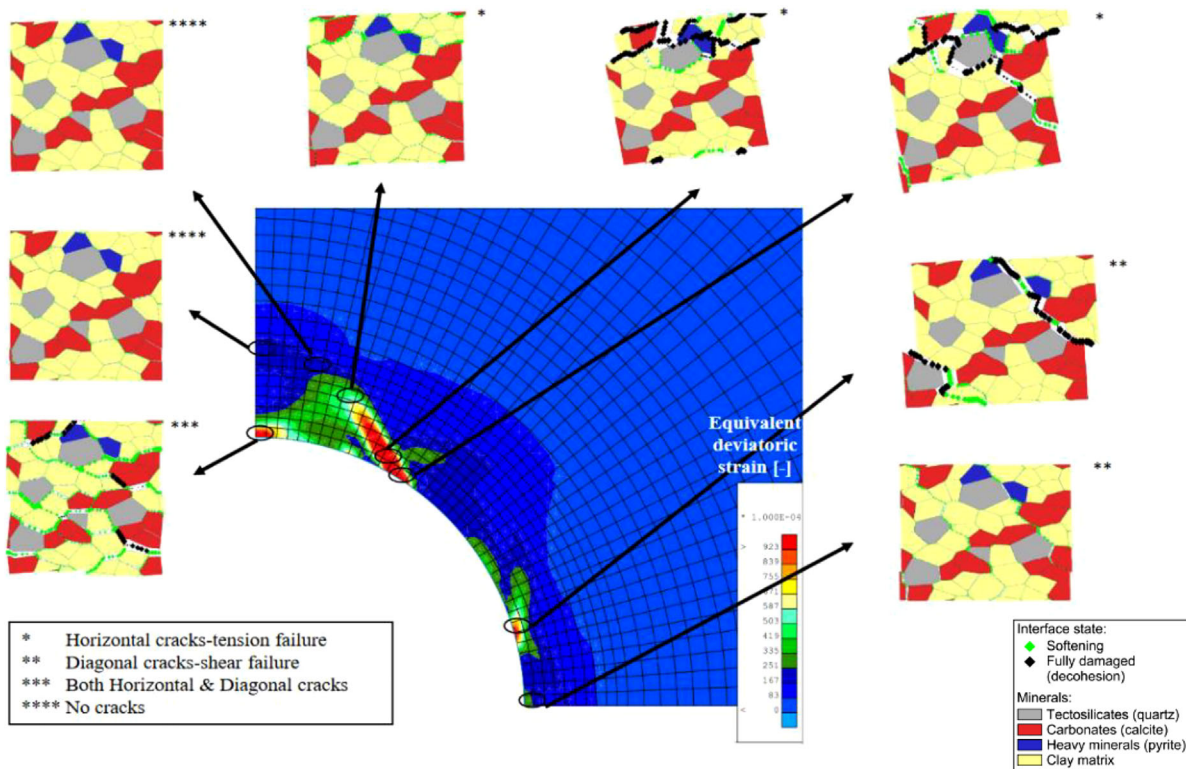 ****
*
*
*
****
**
***
**
Equivalent
deviatoric
strain [-]
* 1.000E-04
> 923
839
755
671
587
503
419
335
251
167
83
< 0
* Horizontal cracks-tension failure
** Diagonal cracks-shear failure
*** Both Horizontal & Diagonal cracks
**** No cracks
Interface state:
Softening
Fully damaged
(decohesion)
Minerals:
Tectosilicates (quartz)
Carbonates (calcite)
Heavy minerals (pyrite)
Clay matrix